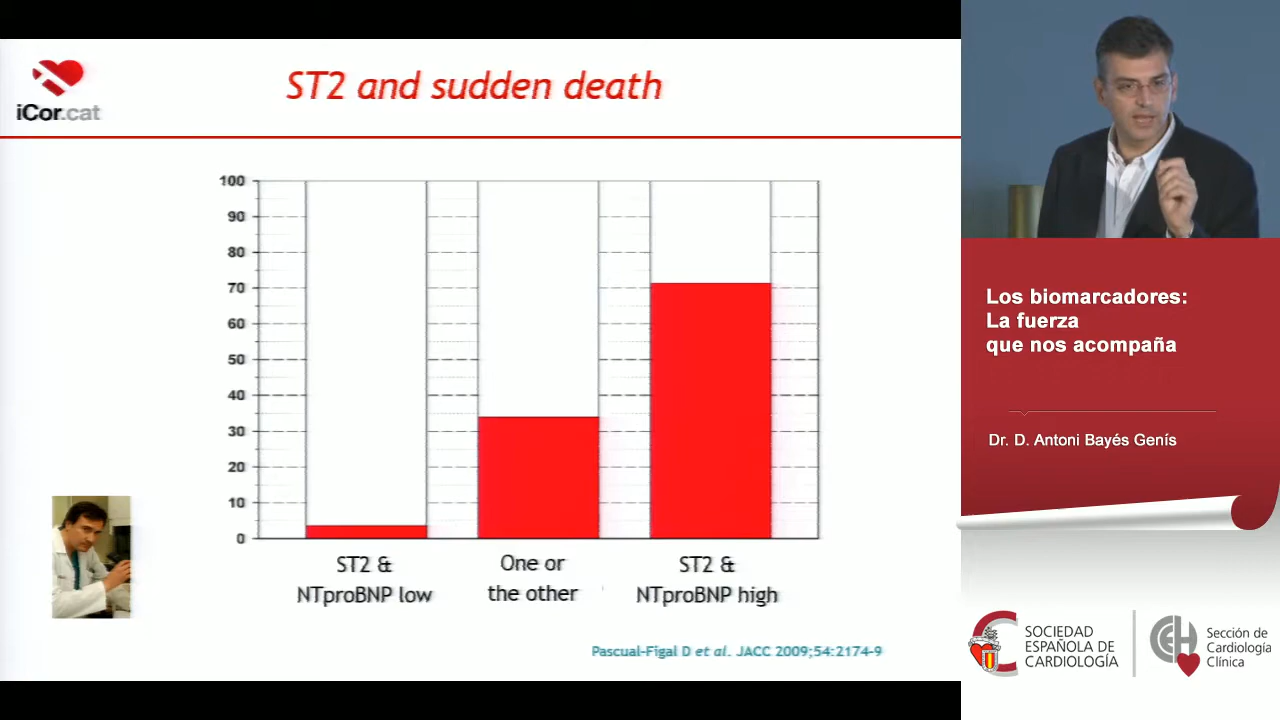 iCor.cat
ST2 and sudden death
100
90
80
70
60
50
40
30
20
10
0
ST2 &
NTproBNP low
One or
the other
ST2 &
NTproBNP high
Pascual-Figal D et al. JACC 2009;54:2174-9
Los biomarcadores:
La fuerza
que nos acompaña
Dr. D. Antoni Bayés Genís
SOCIEDAD
ESPAÑOLA DE
CARDIOLOGÍA
Sección de
Cardiología
Clínica